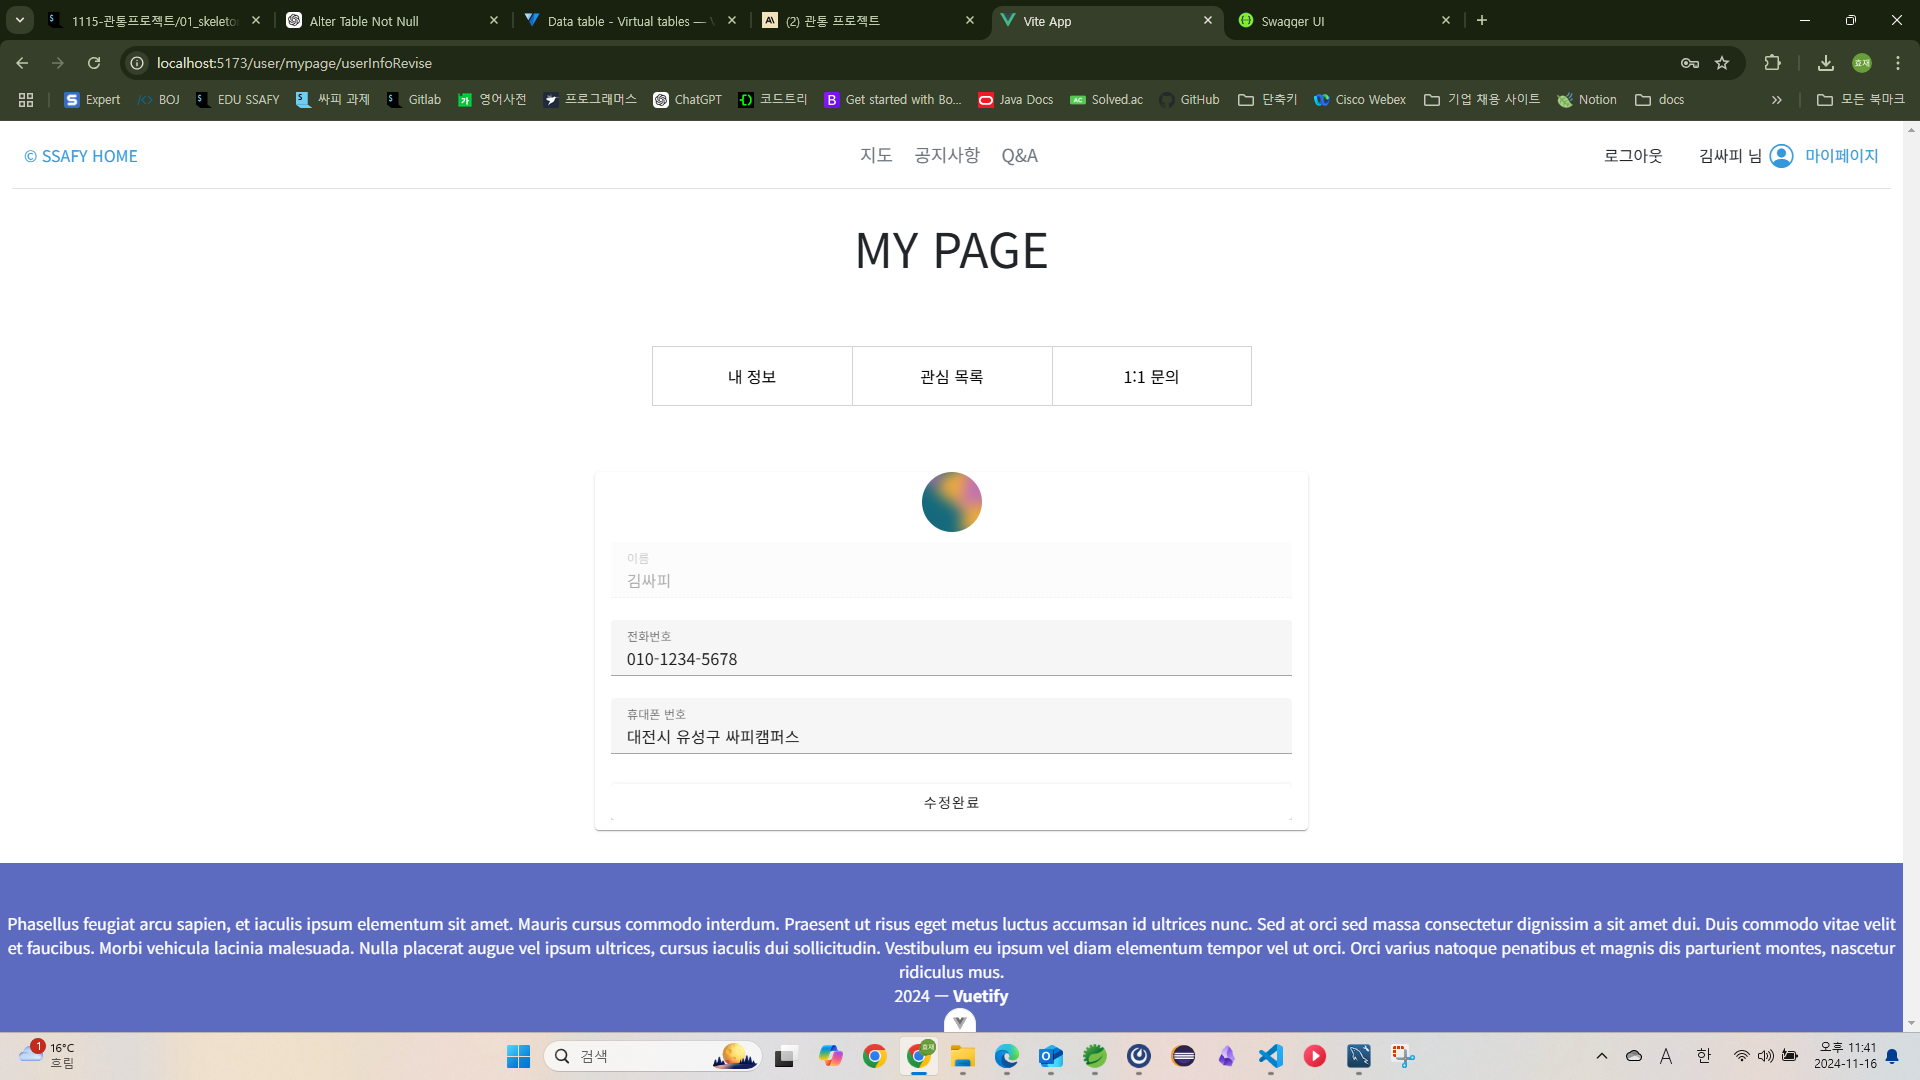 1115-관통프로젝트/01_skeleto
Alter Table Not Null
Data table - Virtual tables —
(2) 관통 프로젝트
Vite App
Swagger UI
localhost:5173/user/mypage/userInfoRevise
효재
Expert
BOJ
EDU SSAFY
싸피 과제
Gitlab
영어사전
프로그래머스
ChatGPT
코드트리
Get started with Bo...
Java Docs
Solved.ac
GitHub
단축키
Cisco Webex
기업 채용 사이트
Notion
docs
모든 북마크
© SSAFY HOME
지도
공지사항
Q&A
로그아웃
김싸피 님
마이페이지
MY PAGE
내 정보
관심 목록
1:1 문의
이름
김싸피
전화번호
010-1234-5678
휴대폰 번호
대전시 유성구 싸피캠퍼스
수정완료
Phasellus feugiat arcu sapien, et iaculis ipsum elementum sit amet. Mauris cursus commodo interdum. Praesent ut risus eget metus luctus accumsan id ultrices nunc. Sed at orci sed massa consectetur dignissim a sit amet dui. Duis commodo vitae velit
et faucibus. Morbi vehicula lacinia malesuada. Nulla placerat augue vel ipsum ultrices, cursus iaculis dui sollicitudin. Vestibulum eu ipsum vel diam elementum tempor vel ut orci. Orci varius natoque penatibus et magnis dis parturient montes, nascetur
ridiculus mus.
2024 — Vuetify
1
16°C
흐림
검색
A
한
오후 11:41
2024-11-16